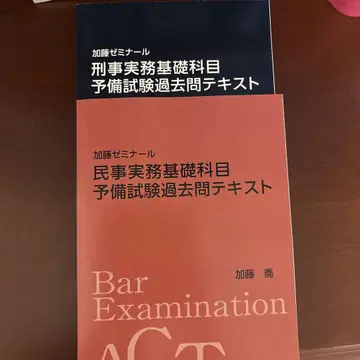 加藤ゼミナール
刑事実務基礎科目
予備試験過去問テキスト
加藤ゼミナール
民事実務基礎科目
予備試験過去問テキスト
加藤 喬
Bar
Examination
ACT